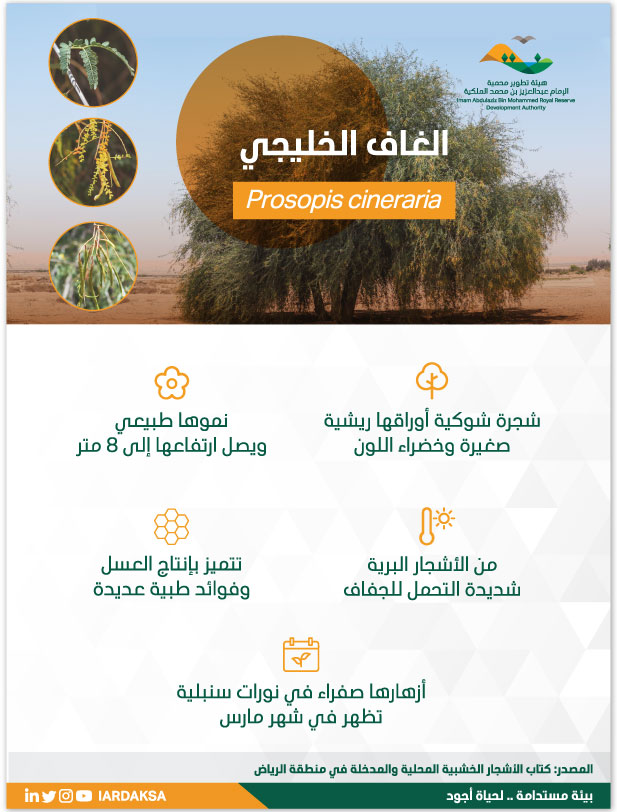 هيئة تطوير محمية
الإمام عبدالعزيز بن محمد الملكية
Imam Abdulaziz Bin Mohammed Royal Reserve
Development Authority
الغاف الخليجي
Prosopis cineraria
شجرة شوكية أوراقها ريشية
صغيرة وخضراء اللون
نموها طبيعي
ويصل ارتفاعها إلى 8 متر
من الأشجار البرية
شديدة التحمل للجفاف
تتميز بإنتاج العسل
وفوائد طبية عديدة
أزهارها صفراء في نورات سنبلية
تظهر في شهر مارس
المصدر: كتاب الأشجار الخشبية المحلية والمدخلة في منطقة الرياض
بيئة مستدامة .. لحياة أجود
IARDAKSA